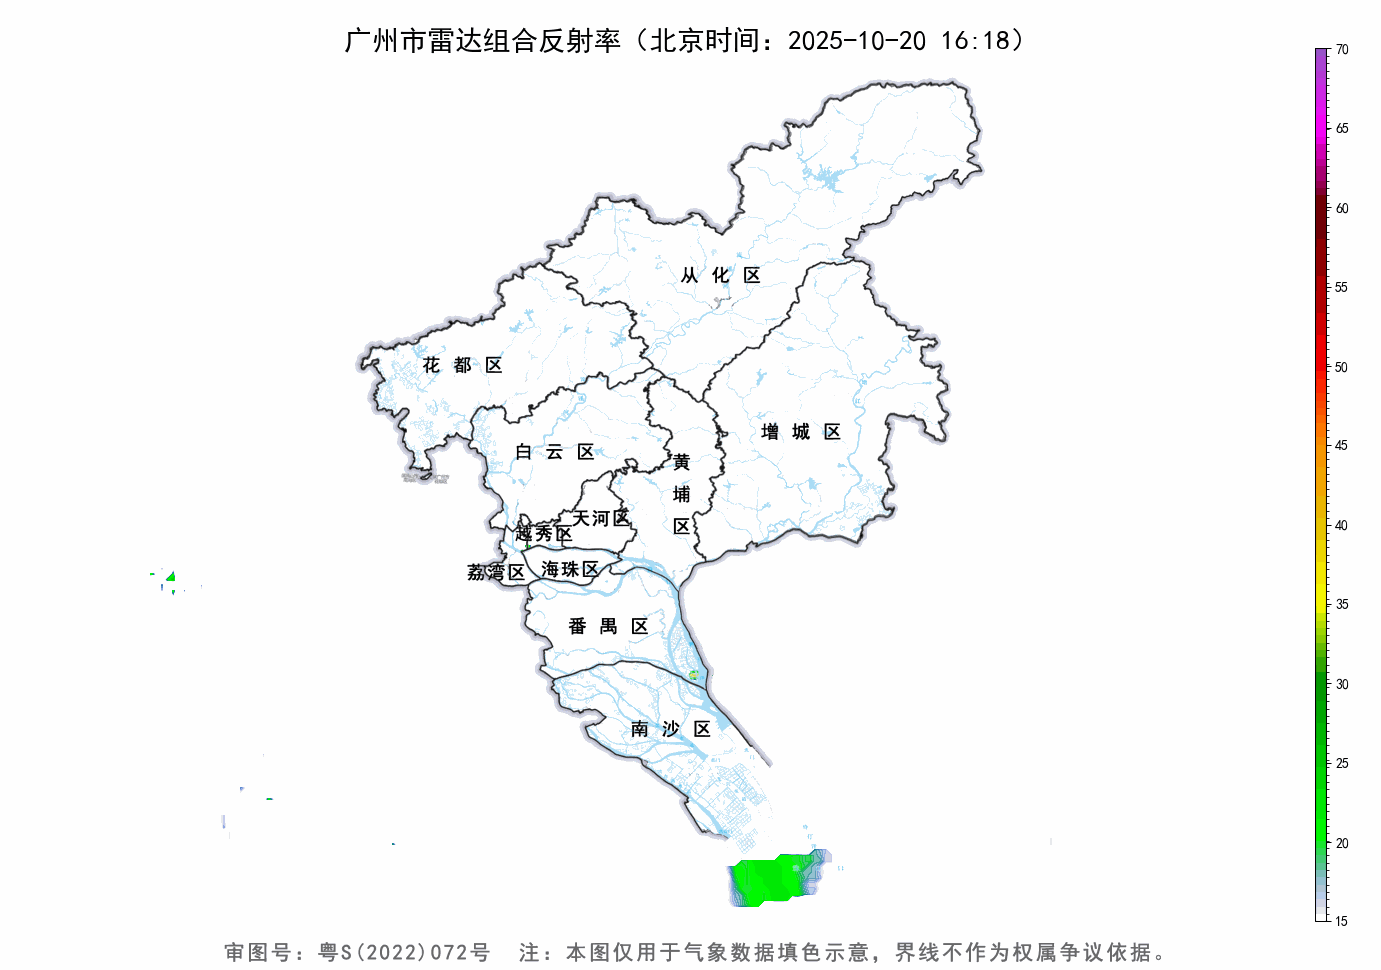 广州市雷达组合反射率（北京时间：2025-10-20 16:18）
70
65
60
55
50
45
40
35
30
25
20
15
从化区
花都区
增城区
白云区
黄埔区
天河区
越秀区
荔湾区
海珠区
番禺区
南沙区
审图号：粤S(2022)072号 注：本图仅用于气象数据填色示意，界线不作为权属争议依据。